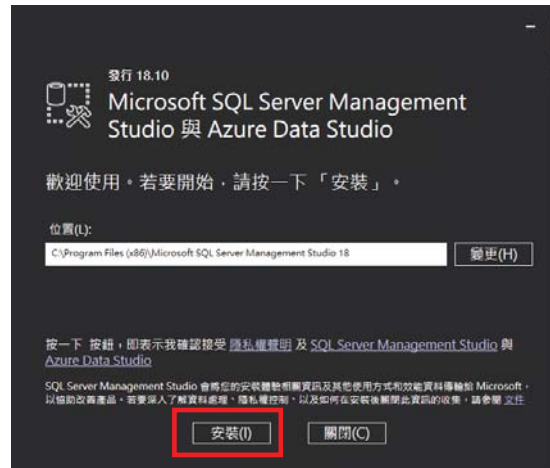 發行 18.10
Microsoft SQL Server Management
Studio 與 Azure Data Studio
歡迎使用。若要開始，請按一下「安裝」。
位置(L):
C:\Program Files (x86)\Microsoft SQL Server Management Studio 18
變更(H)
按一下 按鈕，即表示我確認接受 隱私權聲明 及 SQL Server Management Studio 與
Azure Data Studio
SQL Server Management Studio 會將您的安裝體驗相關資訊及其他使用方式和效能資料傳輸給 Microsoft，
以協助改善產品。若要深入了解資料處理、隱私權控制、以及如何在安裝後關閉此資訊的收集，請參閱 文件
安裝(I)
關閉(C)